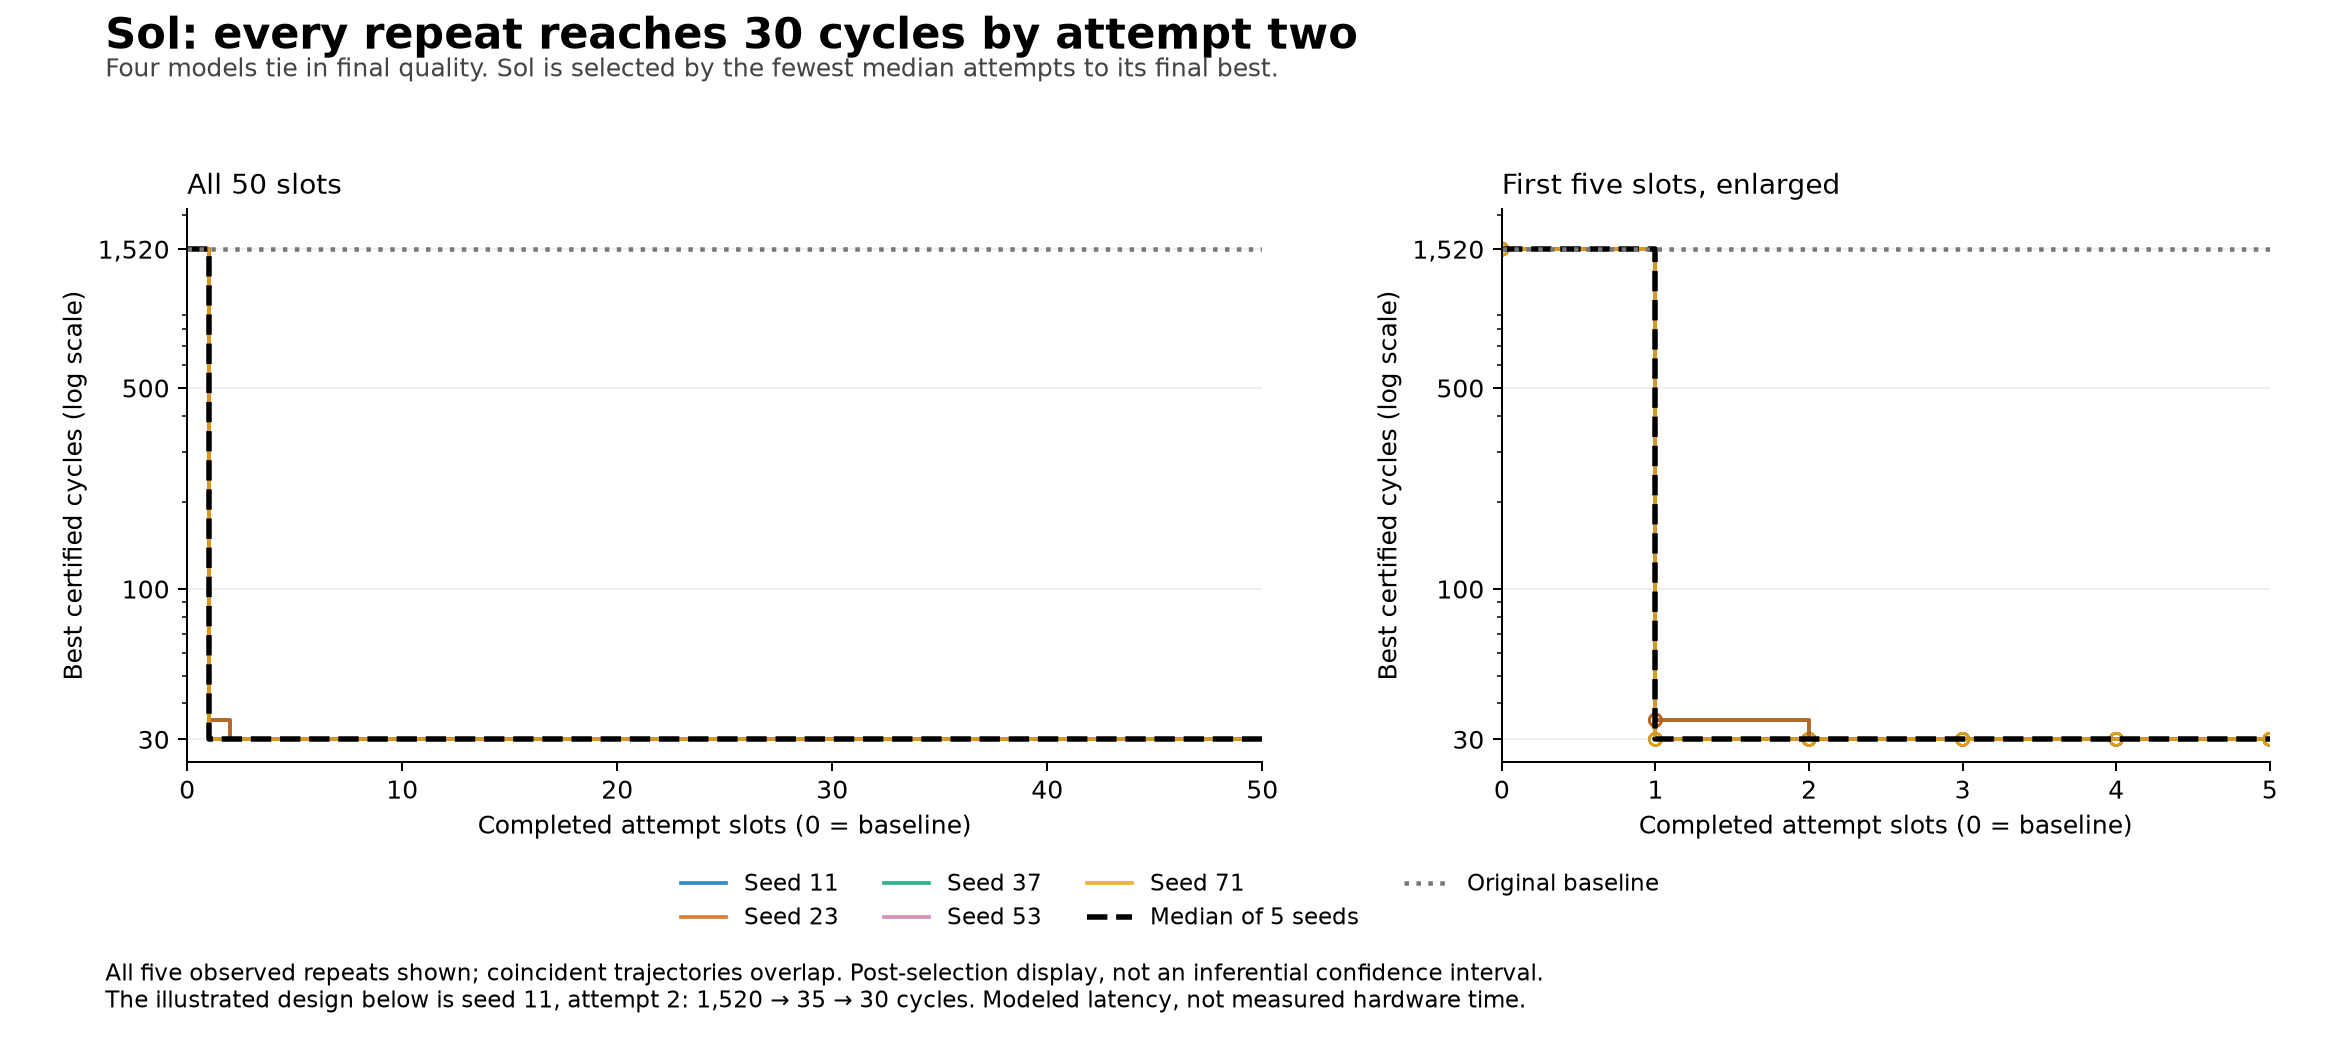 Sol: every repeat reaches 30 cycles by attempt two
Four models tie in final quality. Sol is selected by the fewest median attempts to its final best.
All 50 slots
Best certified cycles (log scale)
1,520
500
100
30
0 10 20 30 40 50
Completed attempt slots (0 = baseline)
First five slots, enlarged
Best certified cycles (log scale)
1,520
500
100
30
0 1 2 3 4 5
Completed attempt slots (0 = baseline)
Seed 11 Seed 37 Seed 71 Original baseline
Seed 23 Seed 53 Median of 5 seeds
All five observed repeats shown; coincident trajectories overlap. Post-selection display, not an inferential confidence interval.
The illustrated design below is seed 11, attempt 2: 1,520 → 35 → 30 cycles. Modeled latency, not measured hardware time.